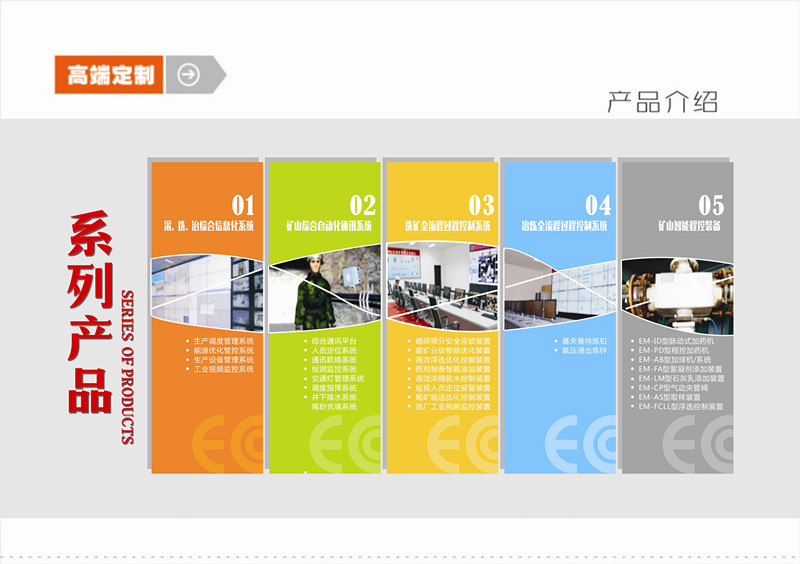 高端定制
产品介绍
系列产品
SERIES OF PRODUCTS
01
采、选、冶综合信息化系统
生产调度管理系统
能源优化管控系统
生产设备管理系统
工业视频监控系统
02
矿山综合自动化通讯系统
综合通讯平台
人员定位系统
通讯联络系统
检测监控系统
交通灯管理系统
调度指挥系统
井下排水系统
尾砂充填系统
03
选矿全流程过程控制系统
破碎筛分安全连锁装置
磨矿分级智能优化装置
高效浮选优化控制装置
药剂制备智能添加装置
高效浓缩脱水控制装置
巡视人员定位报警装置
尾矿输送优化控制装置
选厂工业视频监控装置
04
冶炼全流程过程控制系统
基夫赛特炼铅
氧压浸出炼锌
05
矿山智能程控装备
EM-ID型脉动式加药机
EM-PD型程控加药机
EM-AB型加球机/系统
EM-FA型絮凝剂添加装置
EM-LM型石灰乳添加装置
EM-CP型气动夹管阀
EM-AS型取样装置
EM-FCLL型浮选控制装置